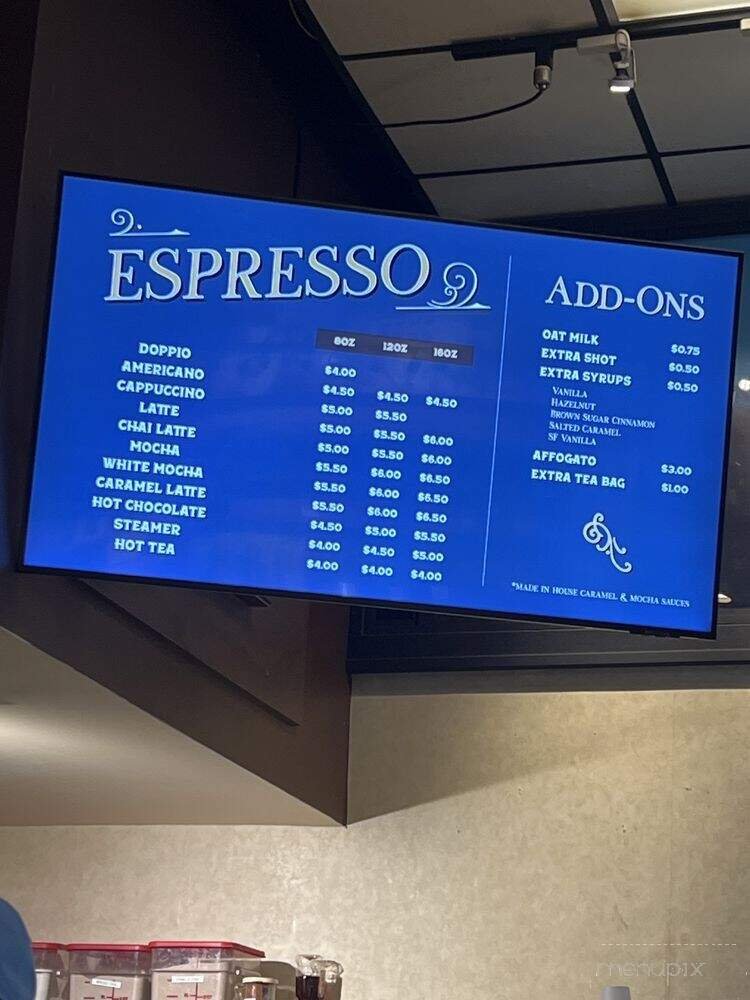 ESPRESSO
8OZ 12OZ 16OZ
DOPPIO $4.00
AMERICANO $4.50 $4.50 $4.50
CAPPUCCINO $5.00 $5.50
LATTE $5.00 $5.50 $6.00
CHAI LATTE $5.00 $5.50 $6.00
MOCHA $5.50 $6.00 $6.50
WHITE MOCHA $5.50 $6.00 $6.50
CARAMEL LATTE $5.50 $6.00 $6.50
HOT CHOCOLATE $4.50 $5.00 $5.50
STEAMER $4.00 $4.50 $5.00
HOT TEA $4.00 $4.00 $4.00
ADD-ONS
OAT MILK $0.75
EXTRA SHOT $0.50
EXTRA SYRUPS $0.50
VANILLA
HAZELNUT
BROWN SUGAR CINNAMON
SALTED CARAMEL
SF VANILLA
AFFOGATO $3.00
EXTRA TEA BAG $1.00
*MADE IN HOUSE CARAMEL & MOCHA SAUCES
menupix